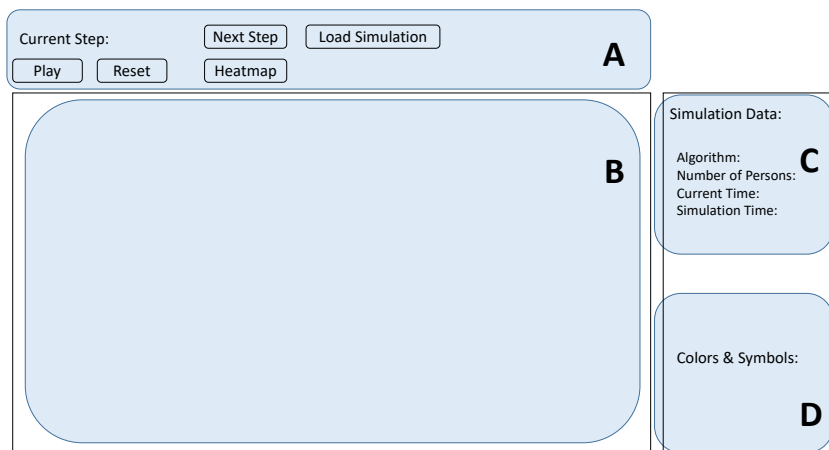 Current Step:
Next Step
Load Simulation
A
Play
Reset
Heatmap
B
Simulation Data:
Algorithm:
C
Number of Persons:
Current Time:
Simulation Time:
Colors & Symbols:
D